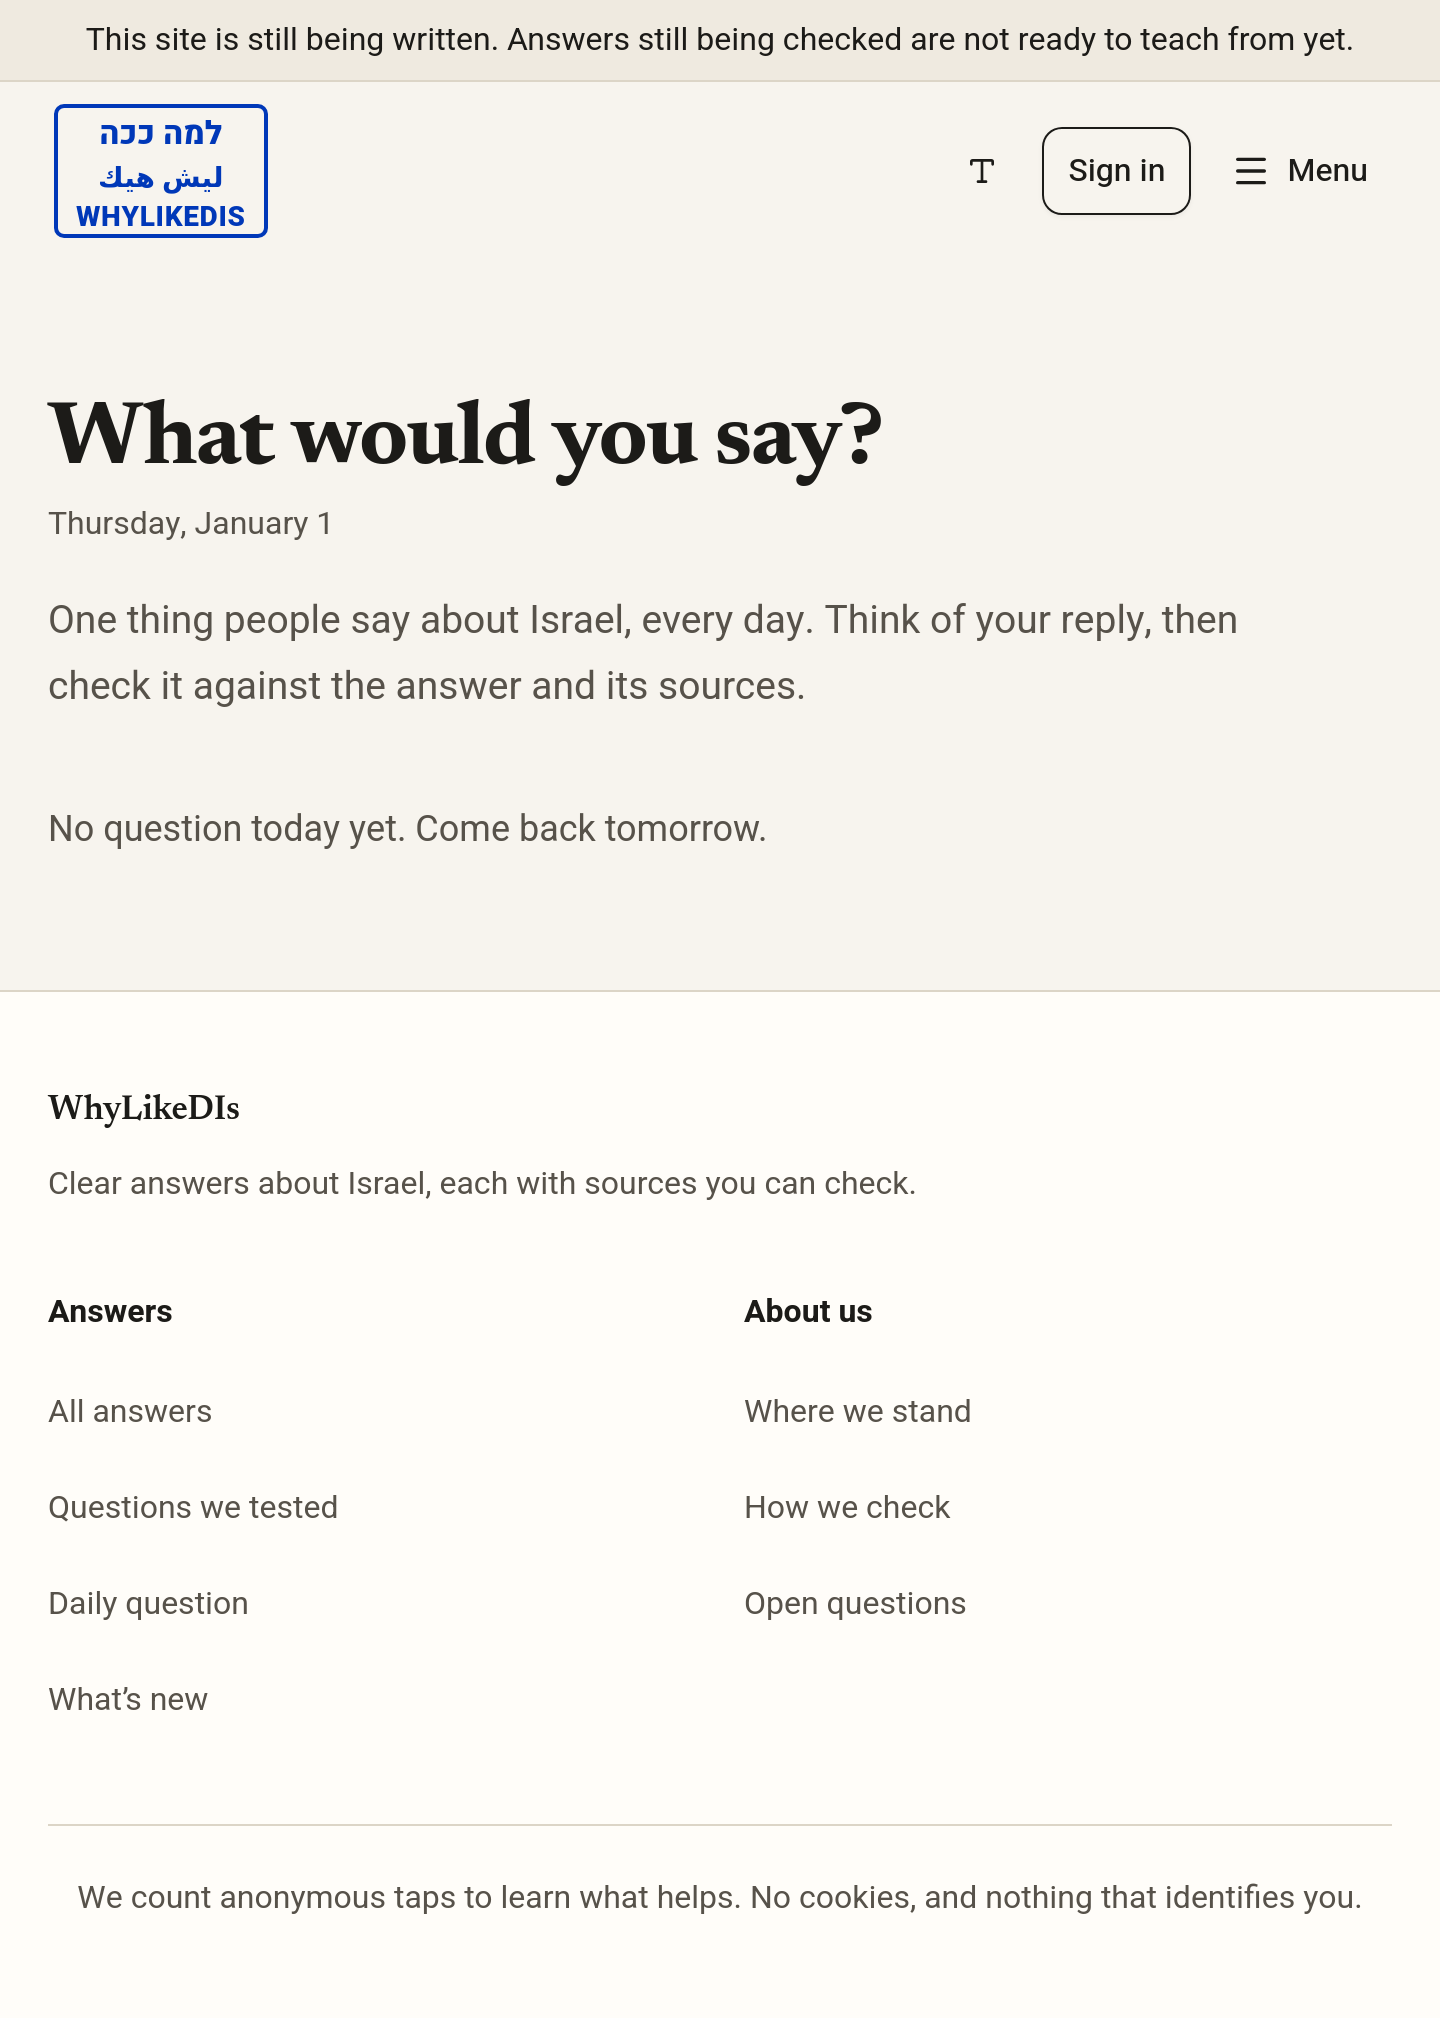 This site is still being written. Answers still being checked are not ready to teach from yet.
למה ככה
ليش هيك
WHYLIKEDIS
Sign in
Menu
What would you say?
Thursday, January 1
One thing people say about Israel, every day. Think of your reply, then
check it against the answer and its sources.
No question today yet. Come back tomorrow.
WhyLikeDIs
Clear answers about Israel, each with sources you can check.
Answers
All answers
Questions we tested
Daily question
What’s new
About us
Where we stand
How we check
Open questions
We count anonymous taps to learn what helps. No cookies, and nothing that identifies you.